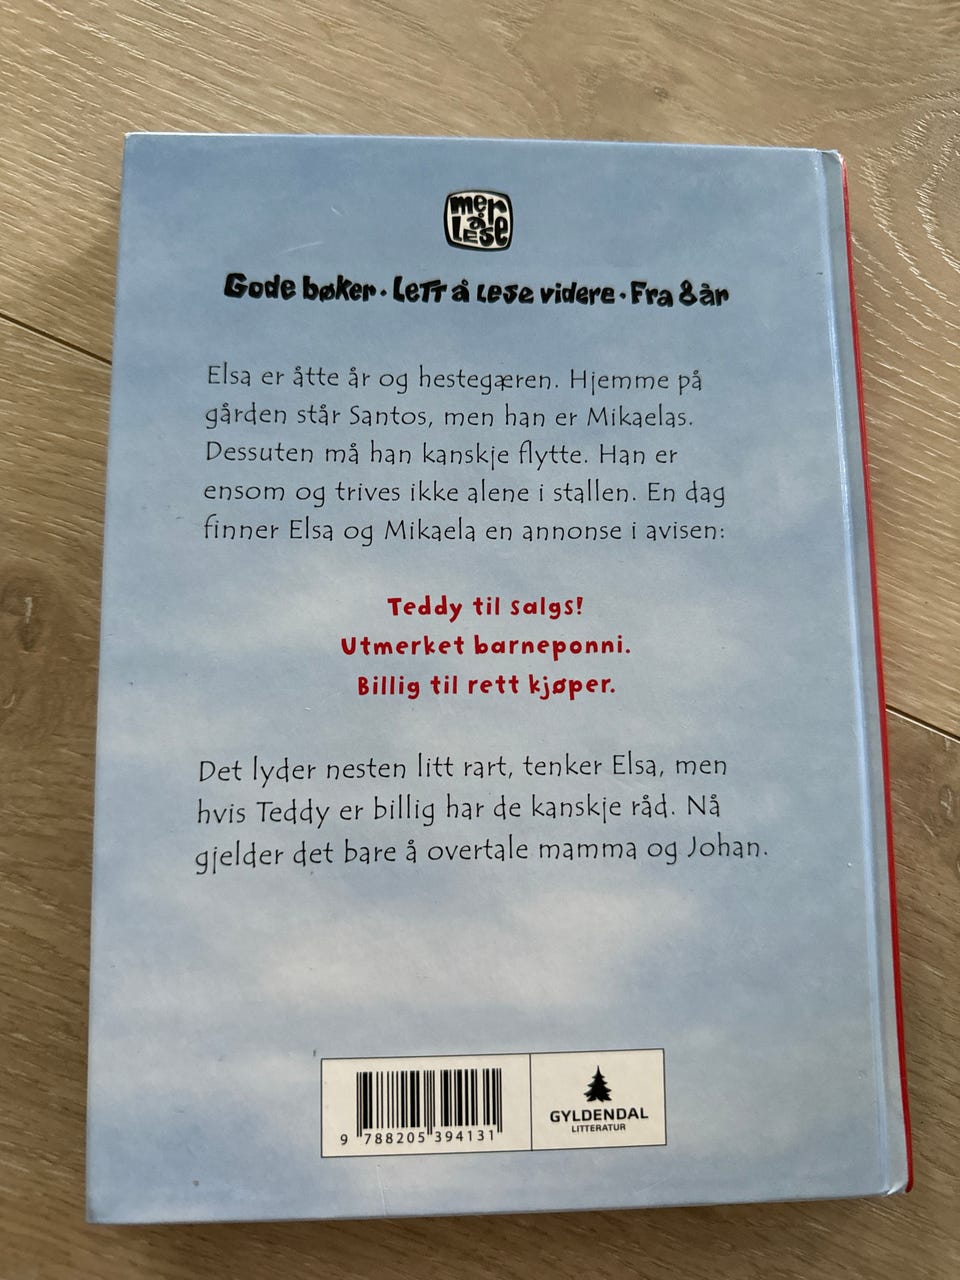 mer
å
LESE
Gode bøker · Lett å lese videre · Fra 8 år
Elsa er åtte år og hestegæren. Hjemme på
gården står Santos, men han er Mikaelas.
Dessuten må han kanskje flytte. Han er
ensom og trives ikke alene i stallen. En dag
finner Elsa og Mikaela en annonse i avisen:
Teddy til salgs!
Utmerket barneponni.
Billig til rett kjøper.
Det lyder nesten litt rart, tenker Elsa, men
hvis Teddy er billig har de kanskje råd. Nå
gjelder det bare å overtale mamma og Johan.
9 788205 394131
GYLDENDAL
LITTERATUR